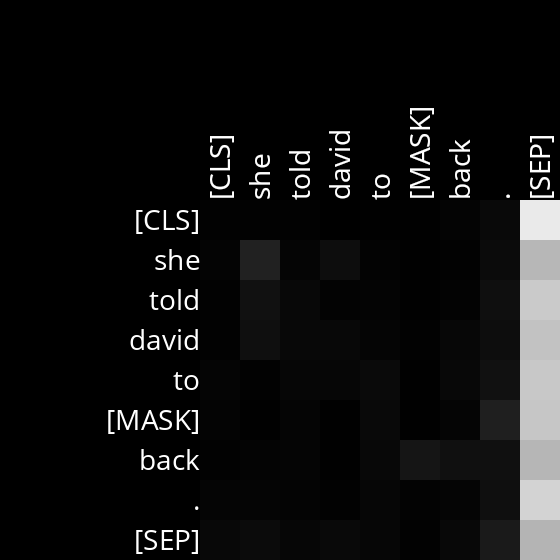 [CLS] she told david to [MASK] back . [SEP]
[CLS]
she
told
david
to
[MASK]
back
.
[SEP]